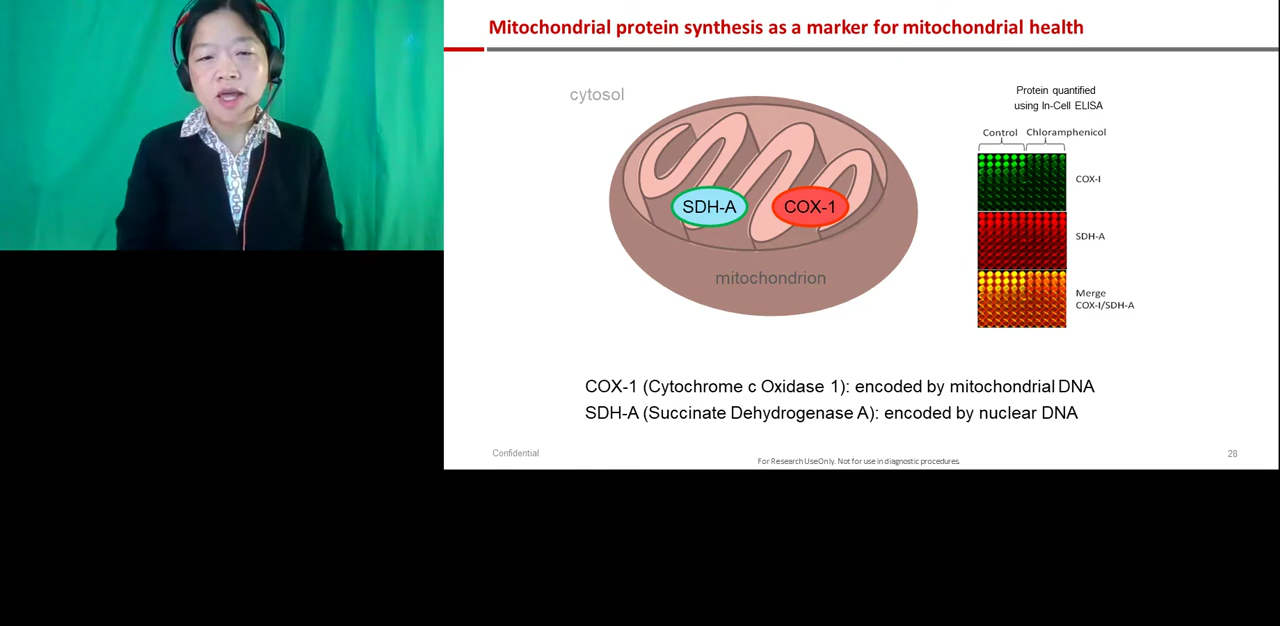 Mitochondrial protein synthesis as a marker for mitochondrial health
cytosol
SDH-A
COX-1
mitochondrion
Protein quantified
using In-Cell ELISA
Control
Chloramphenicol
COX-I
SDH-A
Merge
COX-I/SDH-A
COX-1 (Cytochrome c Oxidase 1): encoded by mitochondrial DNA
SDH-A (Succinate Dehydrogenase A): encoded by nuclear DNA
Confidential
For Research UseOnly. Not for use in diagnostic procedures.
28